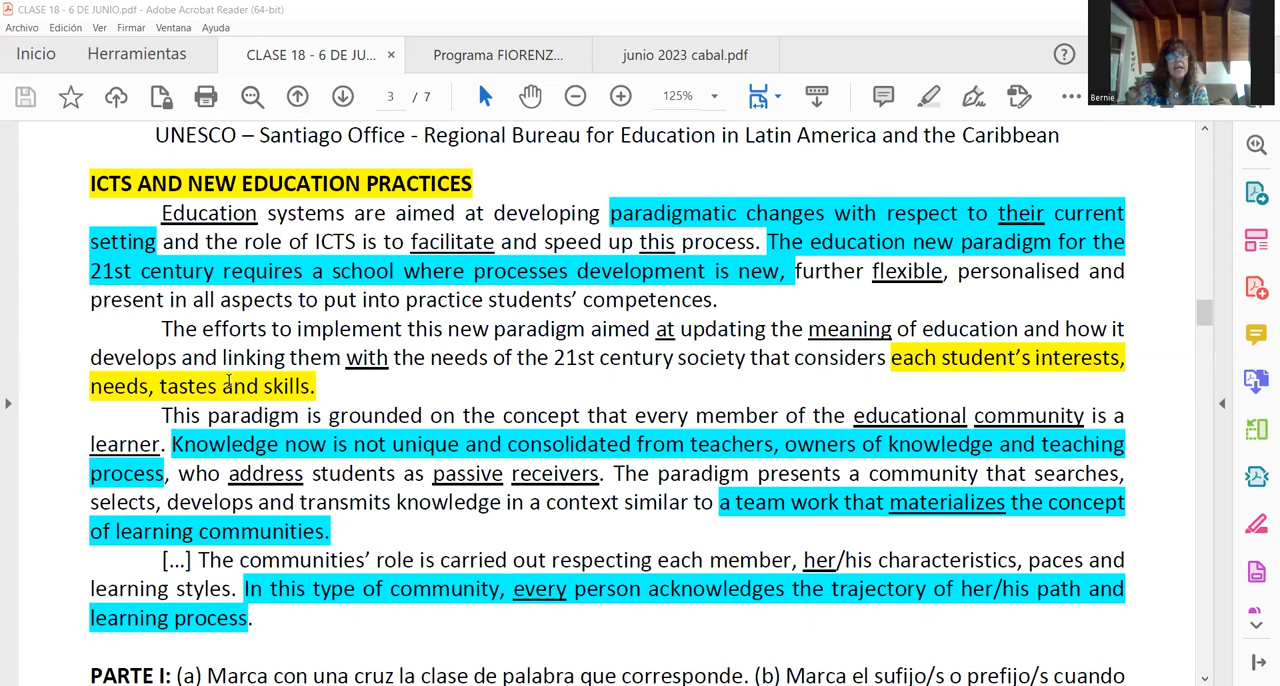 CLASE 18 - 6 DE JUNIO.pdf - Adobe Acrobat Reader (64-bit)
Archivo Edición Ver Firmar Ventana Ayuda
Inicio Herramientas CLASE 18 - 6 DE JU... × Programa FIORENZ... junio 2023 cabal.pdf
3 / 7 125%
Bernie
UNESCO – Santiago Office - Regional Bureau for Education in Latin America and the Caribbean
ICTS AND NEW EDUCATION PRACTICES
Education systems are aimed at developing paradigmatic changes with respect to their current
setting and the role of ICTS is to facilitate and speed up this process. The education new paradigm for the
21st century requires a school where processes development is new, further flexible, personalised and
present in all aspects to put into practice students’ competences.
The efforts to implement this new paradigm aimed at updating the meaning of education and how it
develops and linking them with the needs of the 21st century society that considers each student’s interests,
needs, tastes and skills.
This paradigm is grounded on the concept that every member of the educational community is a
learner. Knowledge now is not unique and consolidated from teachers, owners of knowledge and teaching
process, who address students as passive receivers. The paradigm presents a community that searches,
selects, develops and transmits knowledge in a context similar to a team work that materializes the concept
of learning communities.
[...] The communities’ role is carried out respecting each member, her/his characteristics, paces and
learning styles. In this type of community, every person acknowledges the trajectory of her/his path and
learning process.
PARTE I: (a) Marca con una cruz la clase de palabra que corresponde. (b) Marca el sufijo/s o prefijo/s cuando